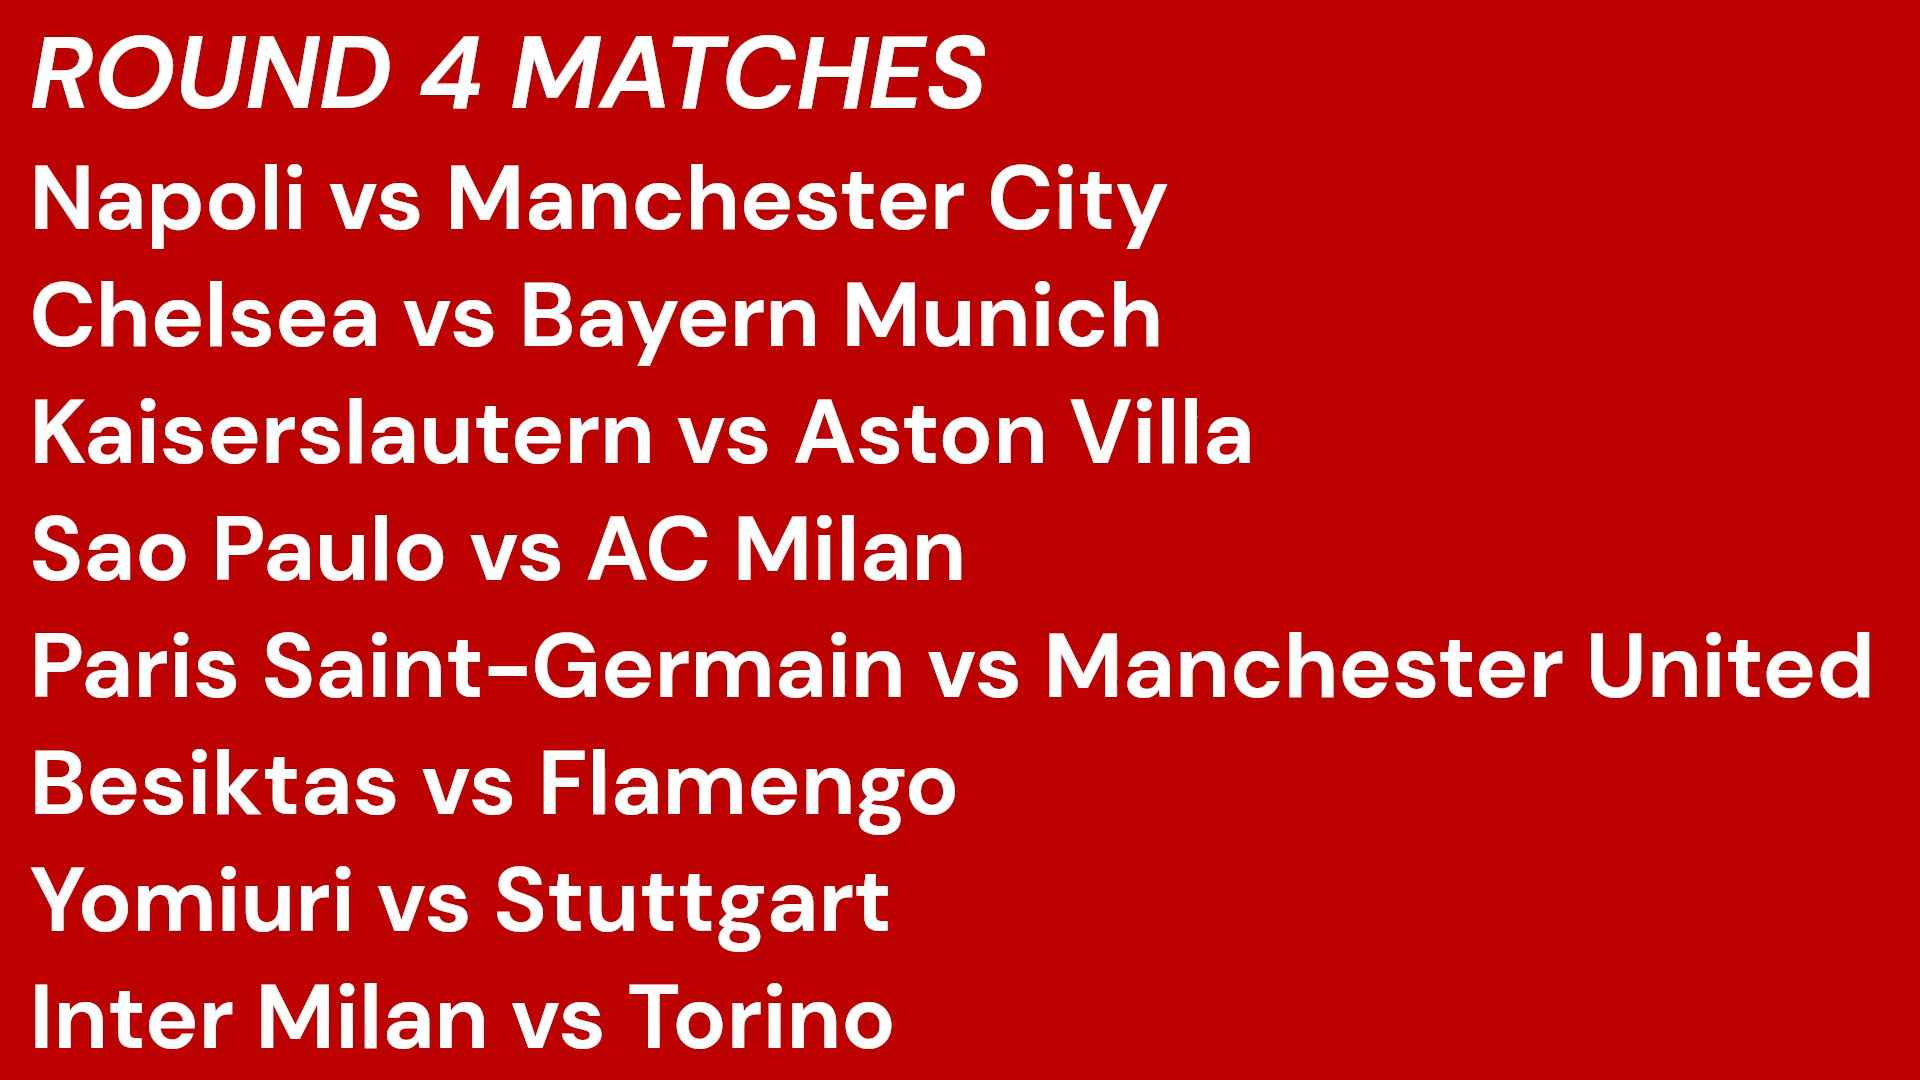 ROUND 4 MATCHES
Napoli vs Manchester City
Chelsea vs Bayern Munich
Kaiserslautern vs Aston Villa
Sao Paulo vs AC Milan
Paris Saint-Germain vs Manchester United
Besiktas vs Flamengo
Yomiuri vs Stuttgart
Inter Milan vs Torino